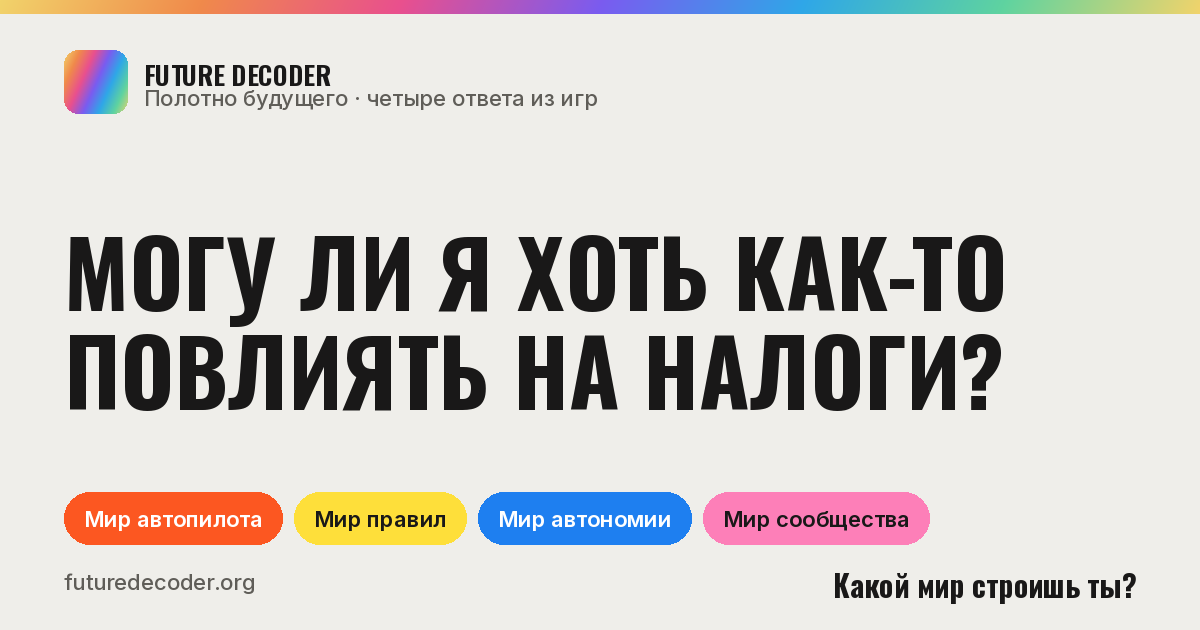 FUTURE DECODER
Полотно будущего · четыре ответа из игр
МОГУ ЛИ Я ХОТЬ КАК-ТО
ПОВЛИЯТЬ НА НАЛОГИ?
Мир автопилота
Мир правил
Мир автономии
Мир сообщества
futuredecoder.org
Какой мир строишь ты?